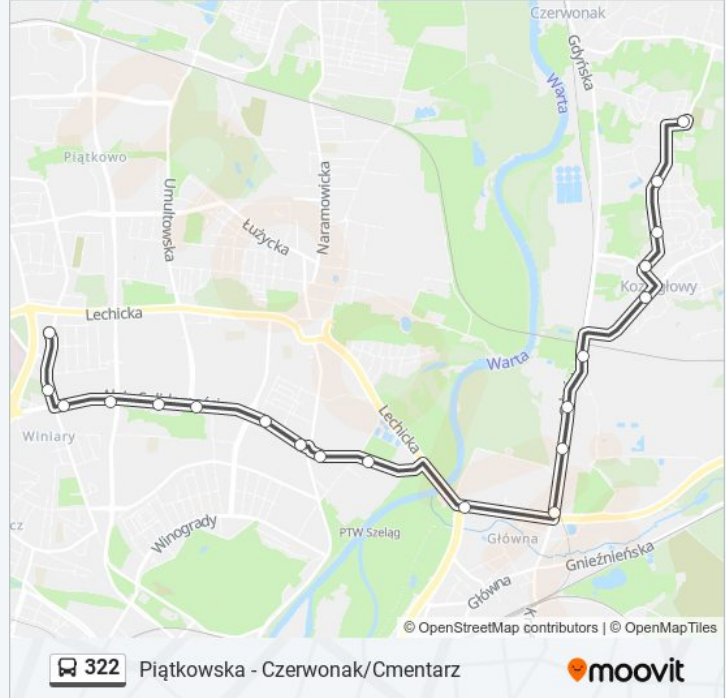 Czerwonak
Gdyńska
Warta
Piątkowo
Umultowska
Naramowicka
Łużycka
Lechicka
Warta
Lechicka
Winiary
Winogrady
PTW Szeląg
Główna
Gnieźnieńska
Główna
© OpenStreetMap contributors | © OpenMapTiles
322 Piątkowska - Czerwonak/Cmentarz
moovit